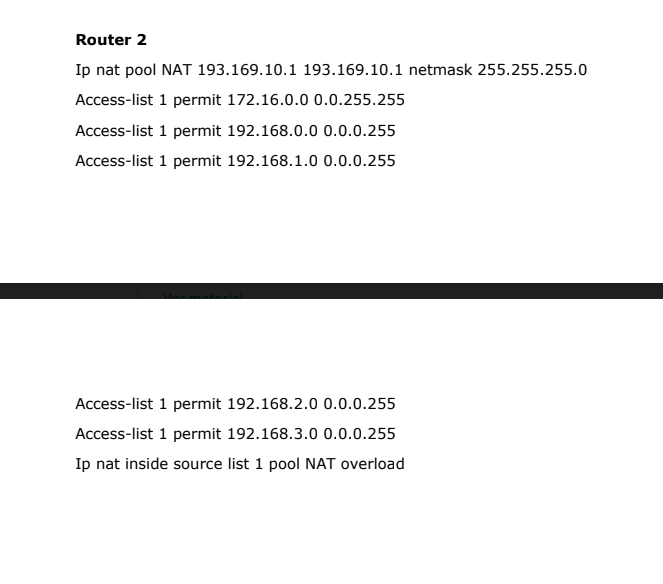 Router 2
Ip nat pool NAT 193.169.10.1 193.169.10.1 netmask 255.255.255.0
Access-list 1 permit 172.16.0.0 0.0.255.255
Access-list 1 permit 192.168.0.0 0.0.0.255
Access-list 1 permit 192.168.1.0 0.0.0.255
Ver material
Access-list 1 permit 192.168.2.0 0.0.0.255
Access-list 1 permit 192.168.3.0 0.0.0.255
Ip nat inside source list 1 pool NAT overload